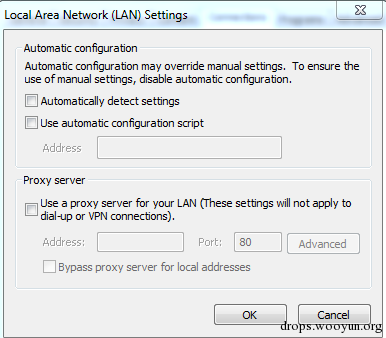 Local Area Network (LAN) Settings
Automatic configuration
Automatic configuration may override manual settings. To ensure the
use of manual settings, disable automatic configuration.
Automatically detect settings
Use automatic configuration script
Address
Proxy server
Use a proxy server for your LAN (These settings will not apply to
dial-up or VPN connections).
Address:
Port:
80
Advanced
Bypass proxy server for local addresses
OK
Cancel
drops.wooyun.org